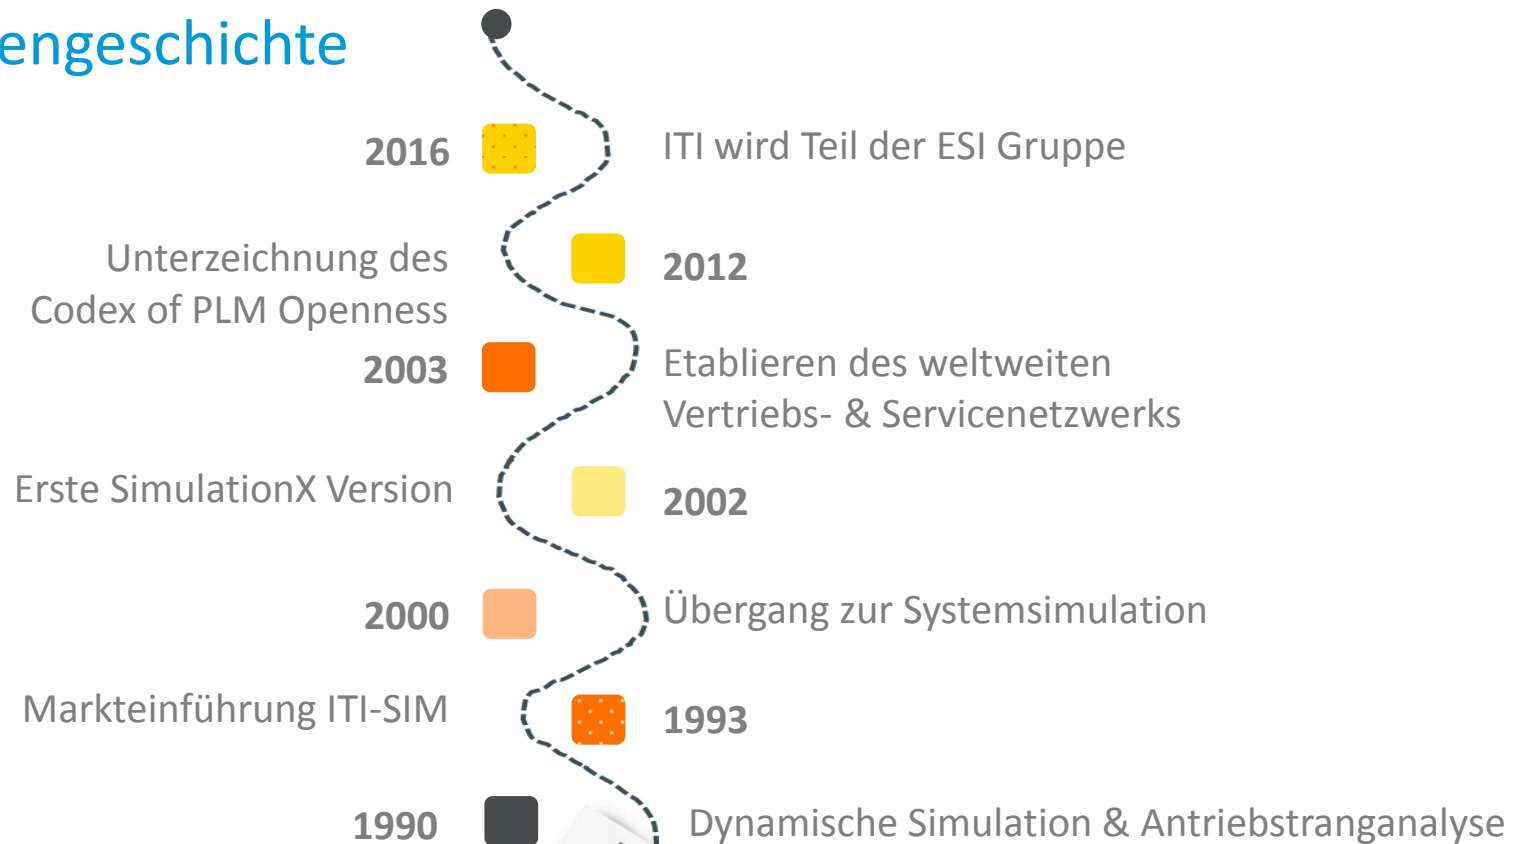 engeschichte
2016
ITI wird Teil der ESI Gruppe
Unterzeichnung des
Codex of PLM Openness
2012
2003
Etablieren des weltweiten
Vertriebs- & Servicenetzwerks
Erste SimulationX Version
2002
2000
Übergang zur Systemsimulation
Markteinführung ITI-SIM
1993
1990
Dynamische Simulation & Antriebstranganalyse